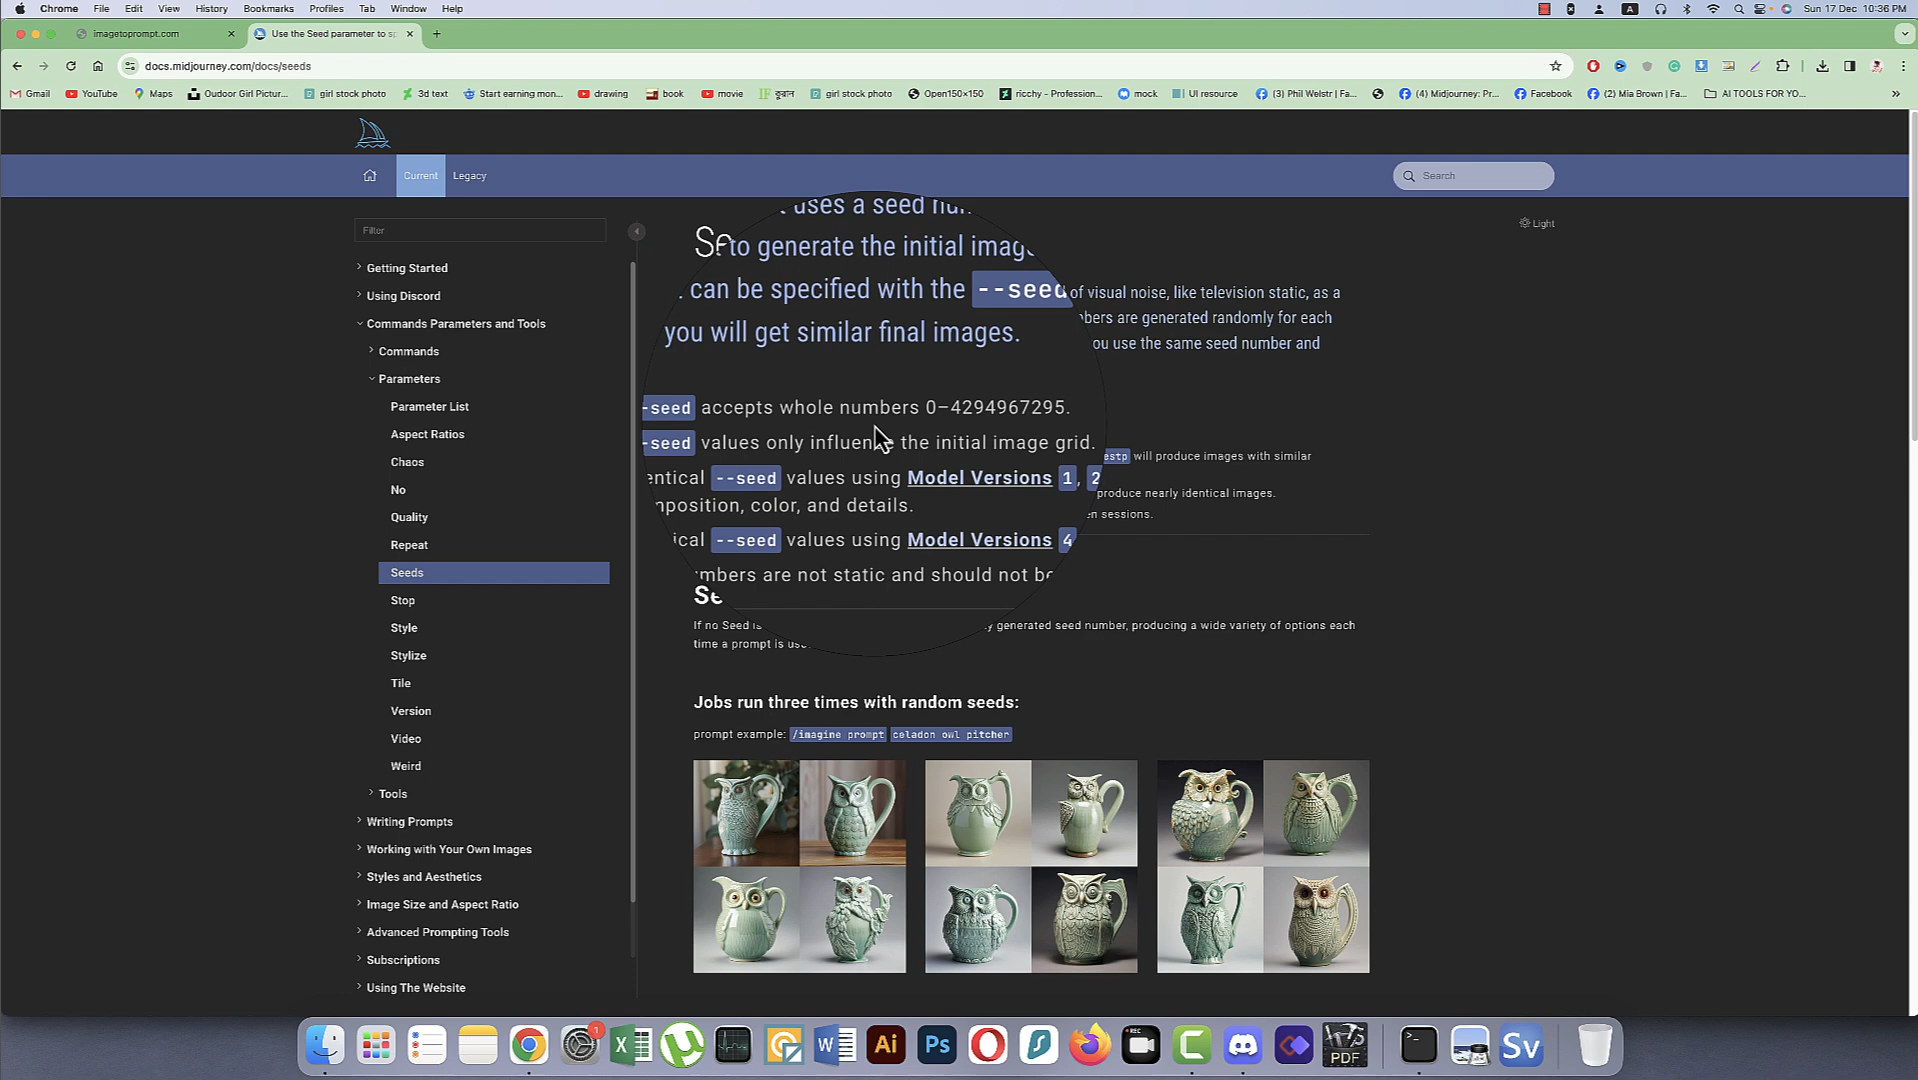 Chrome File Edit View History Bookmarks Profiles Tab Window Help
A
Sun 17 Dec 10:36 PM
imagetoprompt.com
Use the Seed parameter to sp
docs.midjourney.com/docs/seeds
Gmail YouTube Maps Oudoor Girl Pictur... girl stock photo 3d text Start earning mon... drawing book movie কুরান girl stock photo Open150×150 ricchy - Profession... mock UI resource (3) Phil Welstr | Fa... (4) Midjourney: Pr... Facebook (2) Mia Brown | Fa... AI TOOLS FOR YO...
Current Legacy
Search
Filter
Light
Getting Started
Using Discord
Commands Parameters and Tools
Commands
Parameters
Parameter List
Aspect Ratios
Chaos
No
Quality
Repeat
Seeds
Stop
Style
Stylize
Tile
Version
Video
Weird
Tools
Writing Prompts
Working with Your Own Images
Styles and Aesthetics
Image Size and Aspect Ratio
Advanced Prompting Tools
Subscriptions
Using The Website
uses a seed
to generate the initial
can be specified with the --seed
you will get similar final images.
of visual noise, like television static, as a
are generated randomly for each
you use the same seed number and
-seed accepts whole numbers 0–4294967295.
-seed values only influence the initial image grid.
--seed values using Model Versions 1, 2
will produce images with similar
color, and details.
--seed values using Model Versions 4
produce nearly identical images.
are not static and should not be
sessions.
If no Seed is generated seed number, producing a wide variety of options each
time a prompt is
Jobs run three times with random seeds:
prompt example: /imagine prompt celadon owl pitcher
1
W
Ai
Ps
REC
PDF
>_
Sv